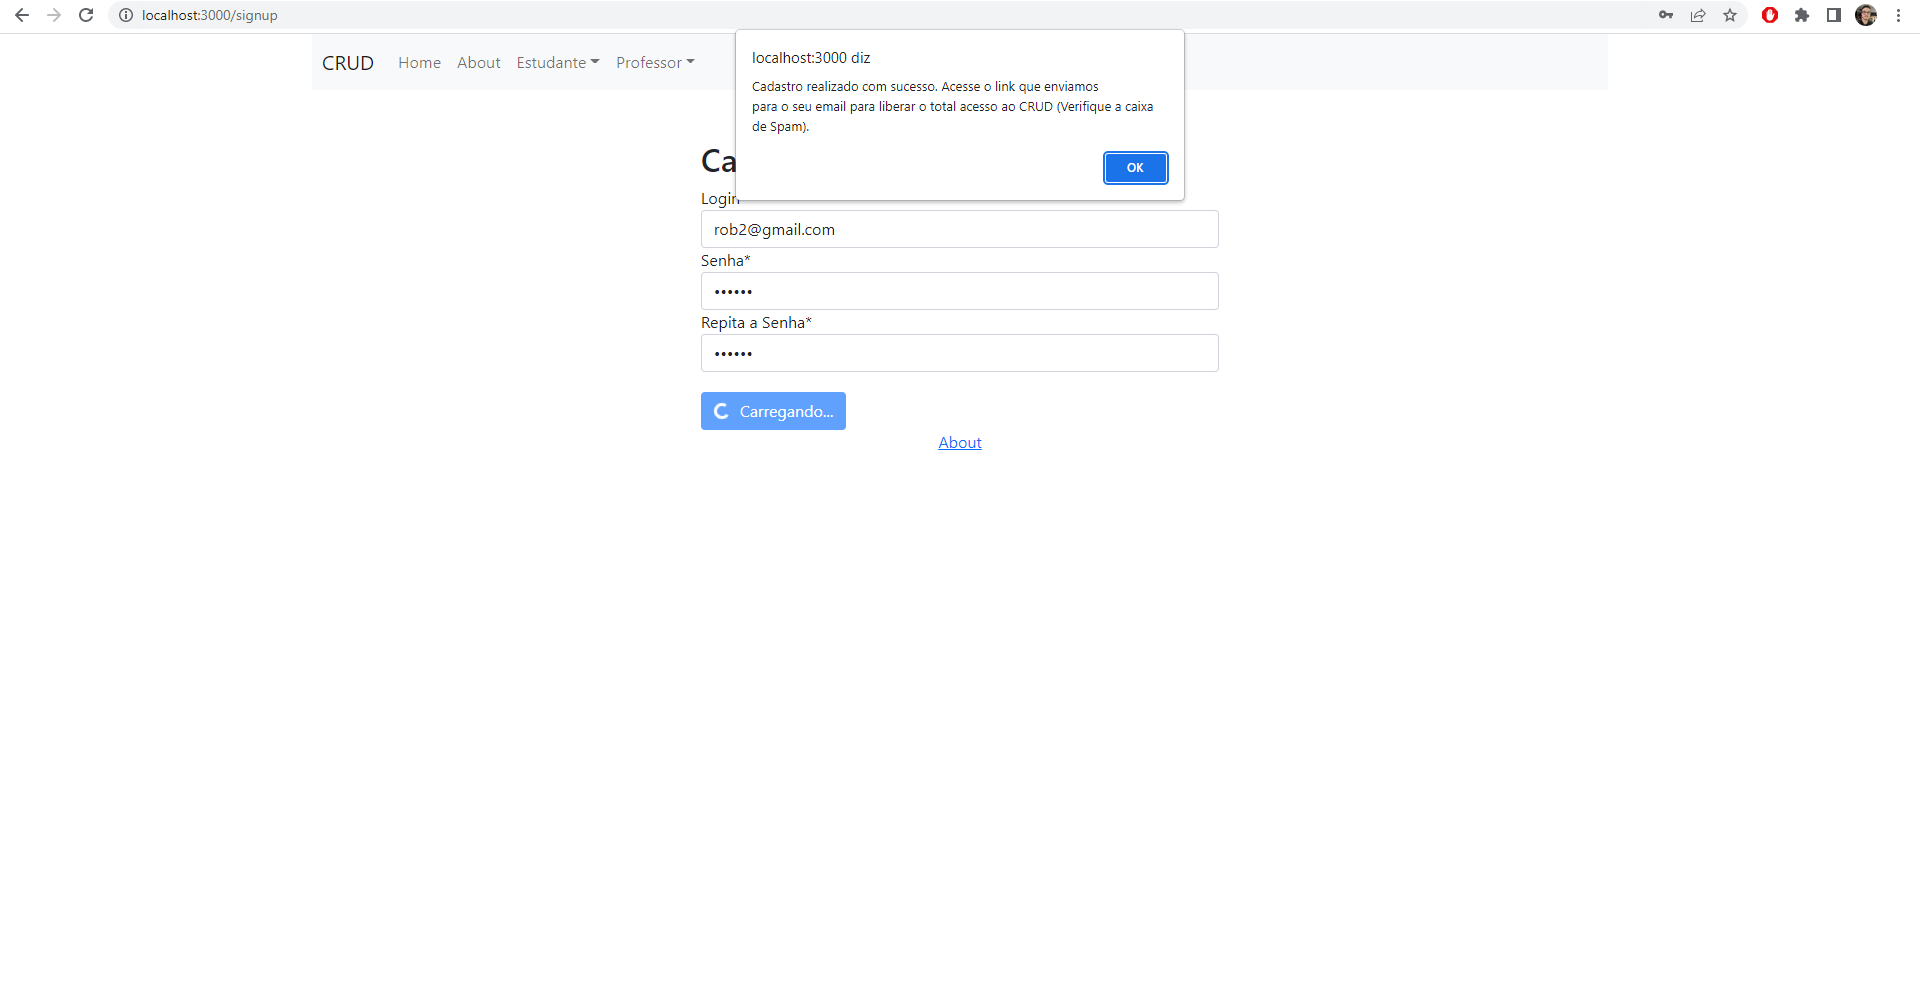 localhost:3000/signup
CRUD Home About Estudante Professor
localhost:3000 diz
Cadastro realizado com sucesso. Acesse o link que enviamos
para o seu email para liberar o total acesso ao CRUD (Verifique a caixa
de Spam).
OK
Ca
Login
rob2@gmail.com
Senha*
••••••
Repita a Senha*
••••••
Carregando...
About